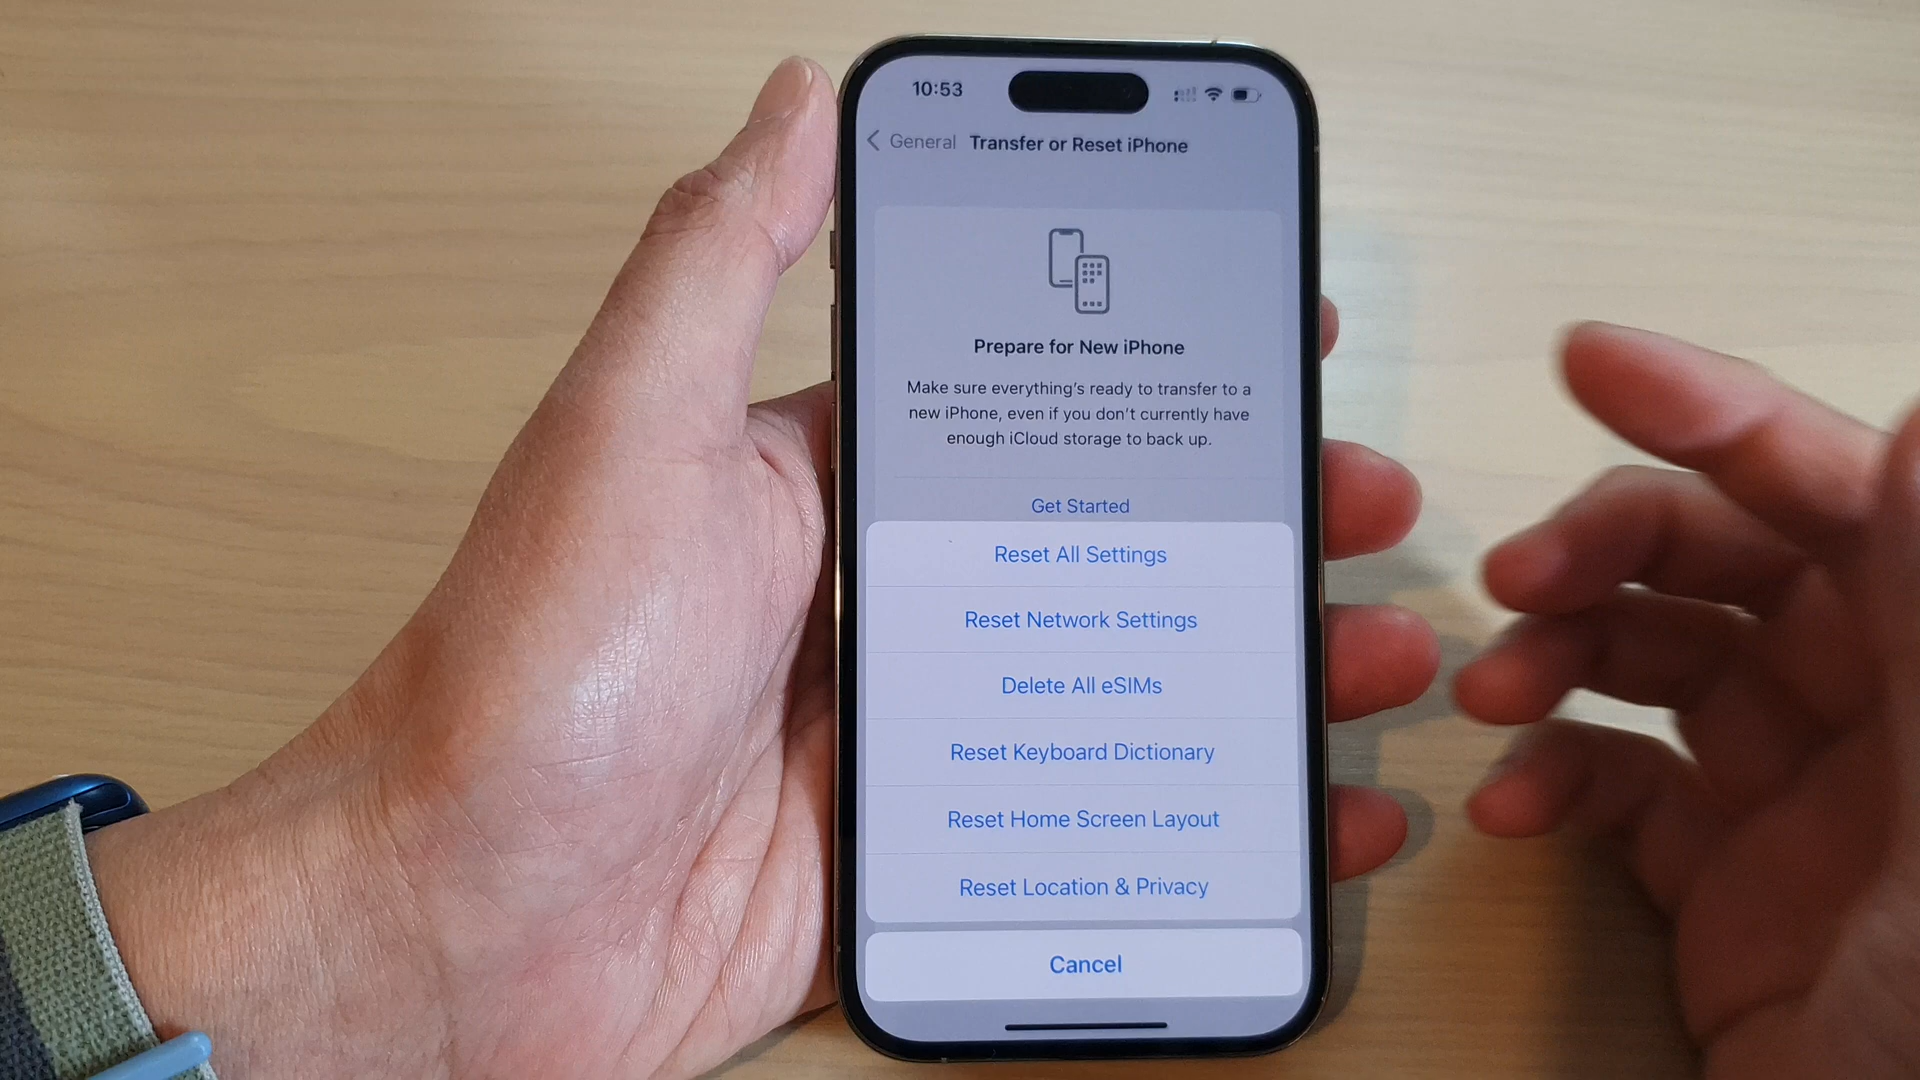 10:53
General Transfer or Reset iPhone
Prepare for New iPhone
Make sure everything's ready to transfer to a
new iPhone, even if you don't currently have
enough iCloud storage to back up.
Get Started
Reset All Settings
Reset Network Settings
Delete All eSIMs
Reset Keyboard Dictionary
Reset Home Screen Layout
Reset Location & Privacy
Cancel